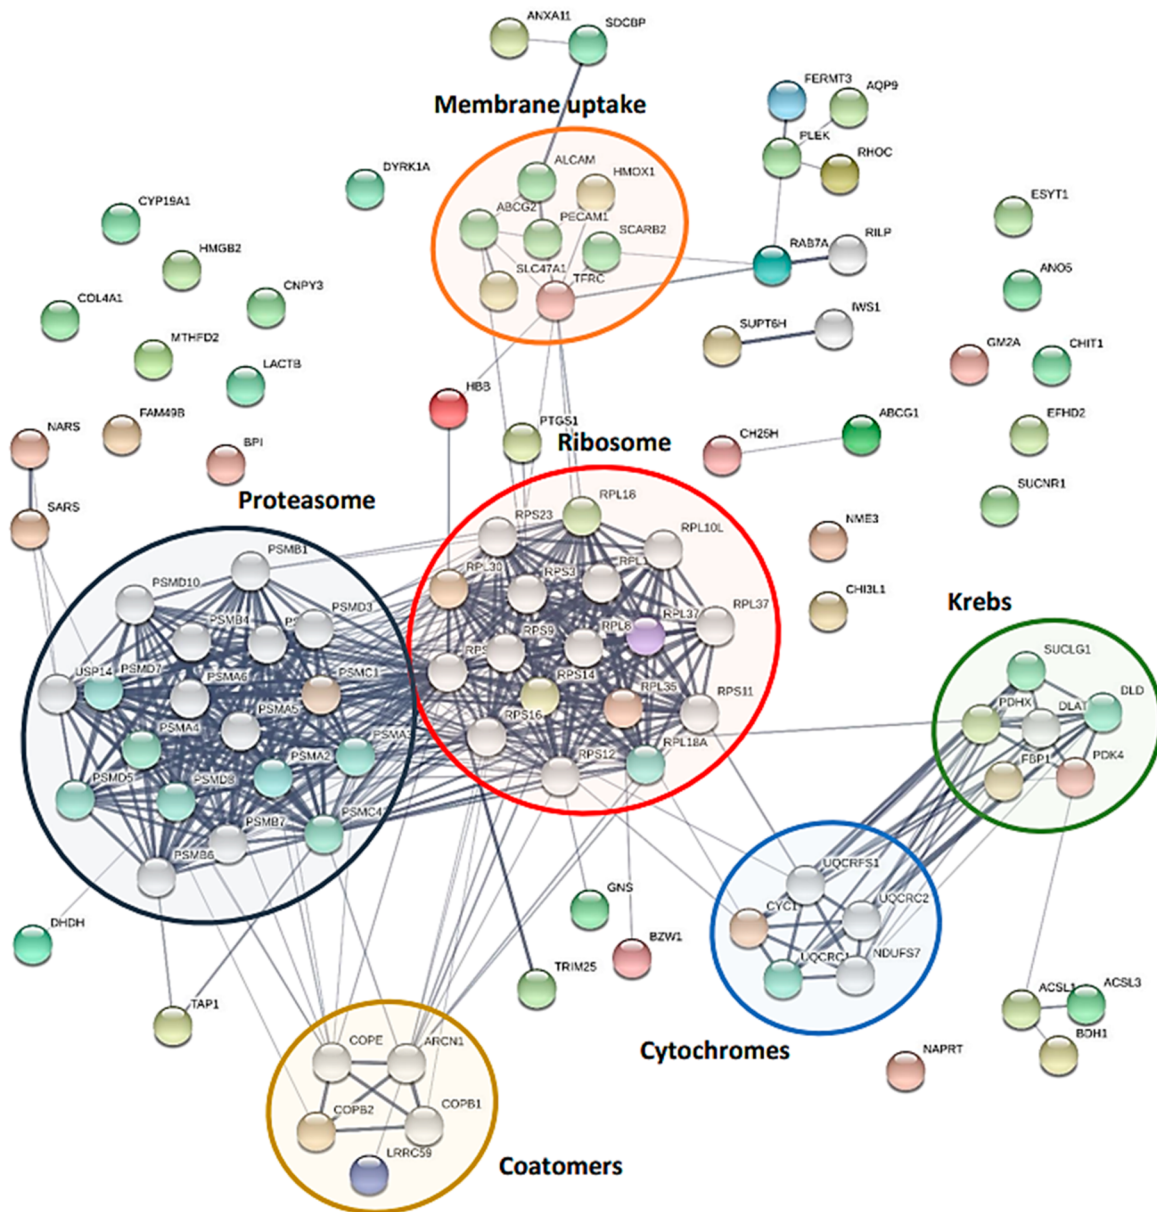 ANXA11
SDCBP
FERMT3
AQP9
Membrane uptake
PLEK
RHOC
ALCAM
HMOX1
DYRK1A
ESYT1
CYP19A1
ABCG2
PECAM1
SCARB2
HMGB2
RAB7A
RILP
SLC47A1
TFRC
ANO5
COL4A1
CNPY3
SUPT6H
IWS1
MTHFD2
LACTB
GM2A
CHIT1
HBB
FAM49B
PTGS1
ABCG1
EFHD2
NARS
BPI
Ribosome
CH25H
Proteasome
RPL18
SUCNR1
SARS
RPS23
RPL10L
NME3
PSMB1
PSMD10
RPL30
RPS3
CHI3L1
Krebs
PSMB4
PSMD3
RPL37
RPS9
RPL8
RPL37
SUCLG1
USP14
PSMD7
PSMA6
PSMC1
RPS14
RPL35
RPS11
PDHX
DLAT
DLD
PSMA4
PSMA5
PSMA3
RPS16
RPL18A
FBP1
PDK4
PSMD5
PSMD8
PSMA2
RPS12
PSMB7
PSMC4
PSMB6
UQCRFS1
GNS
CYC1
UQCRC2
DHDH
BZW1
UQCRC1
NDUFS7
TRIM25
TAP1
ACSL1
ACSL3
COPE
ARCN1
Cytochromes
NAPRT
BDH1
COPB2
COPB1
LRRC59
Coatomers